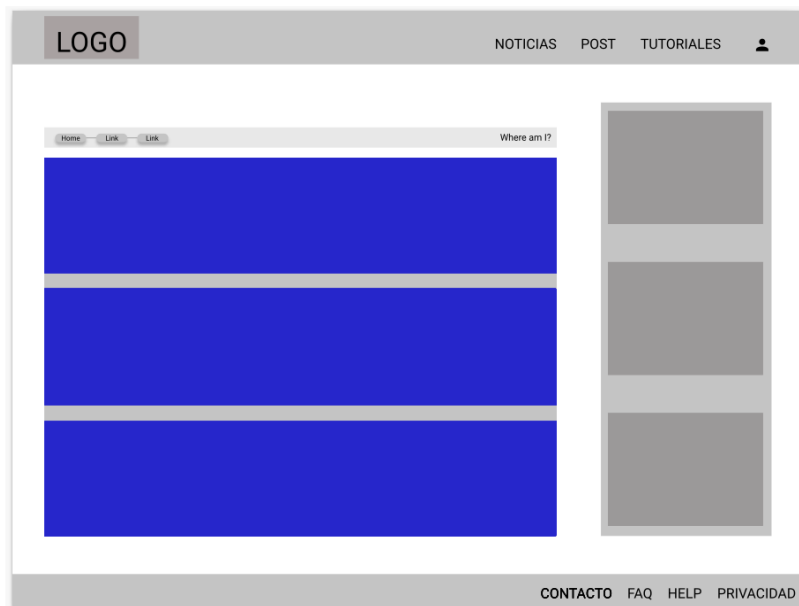 LOGO
NOTICIAS POST TUTORIALES
Home Link Link Where am I?
CONTACTO FAQ HELP PRIVACIDAD